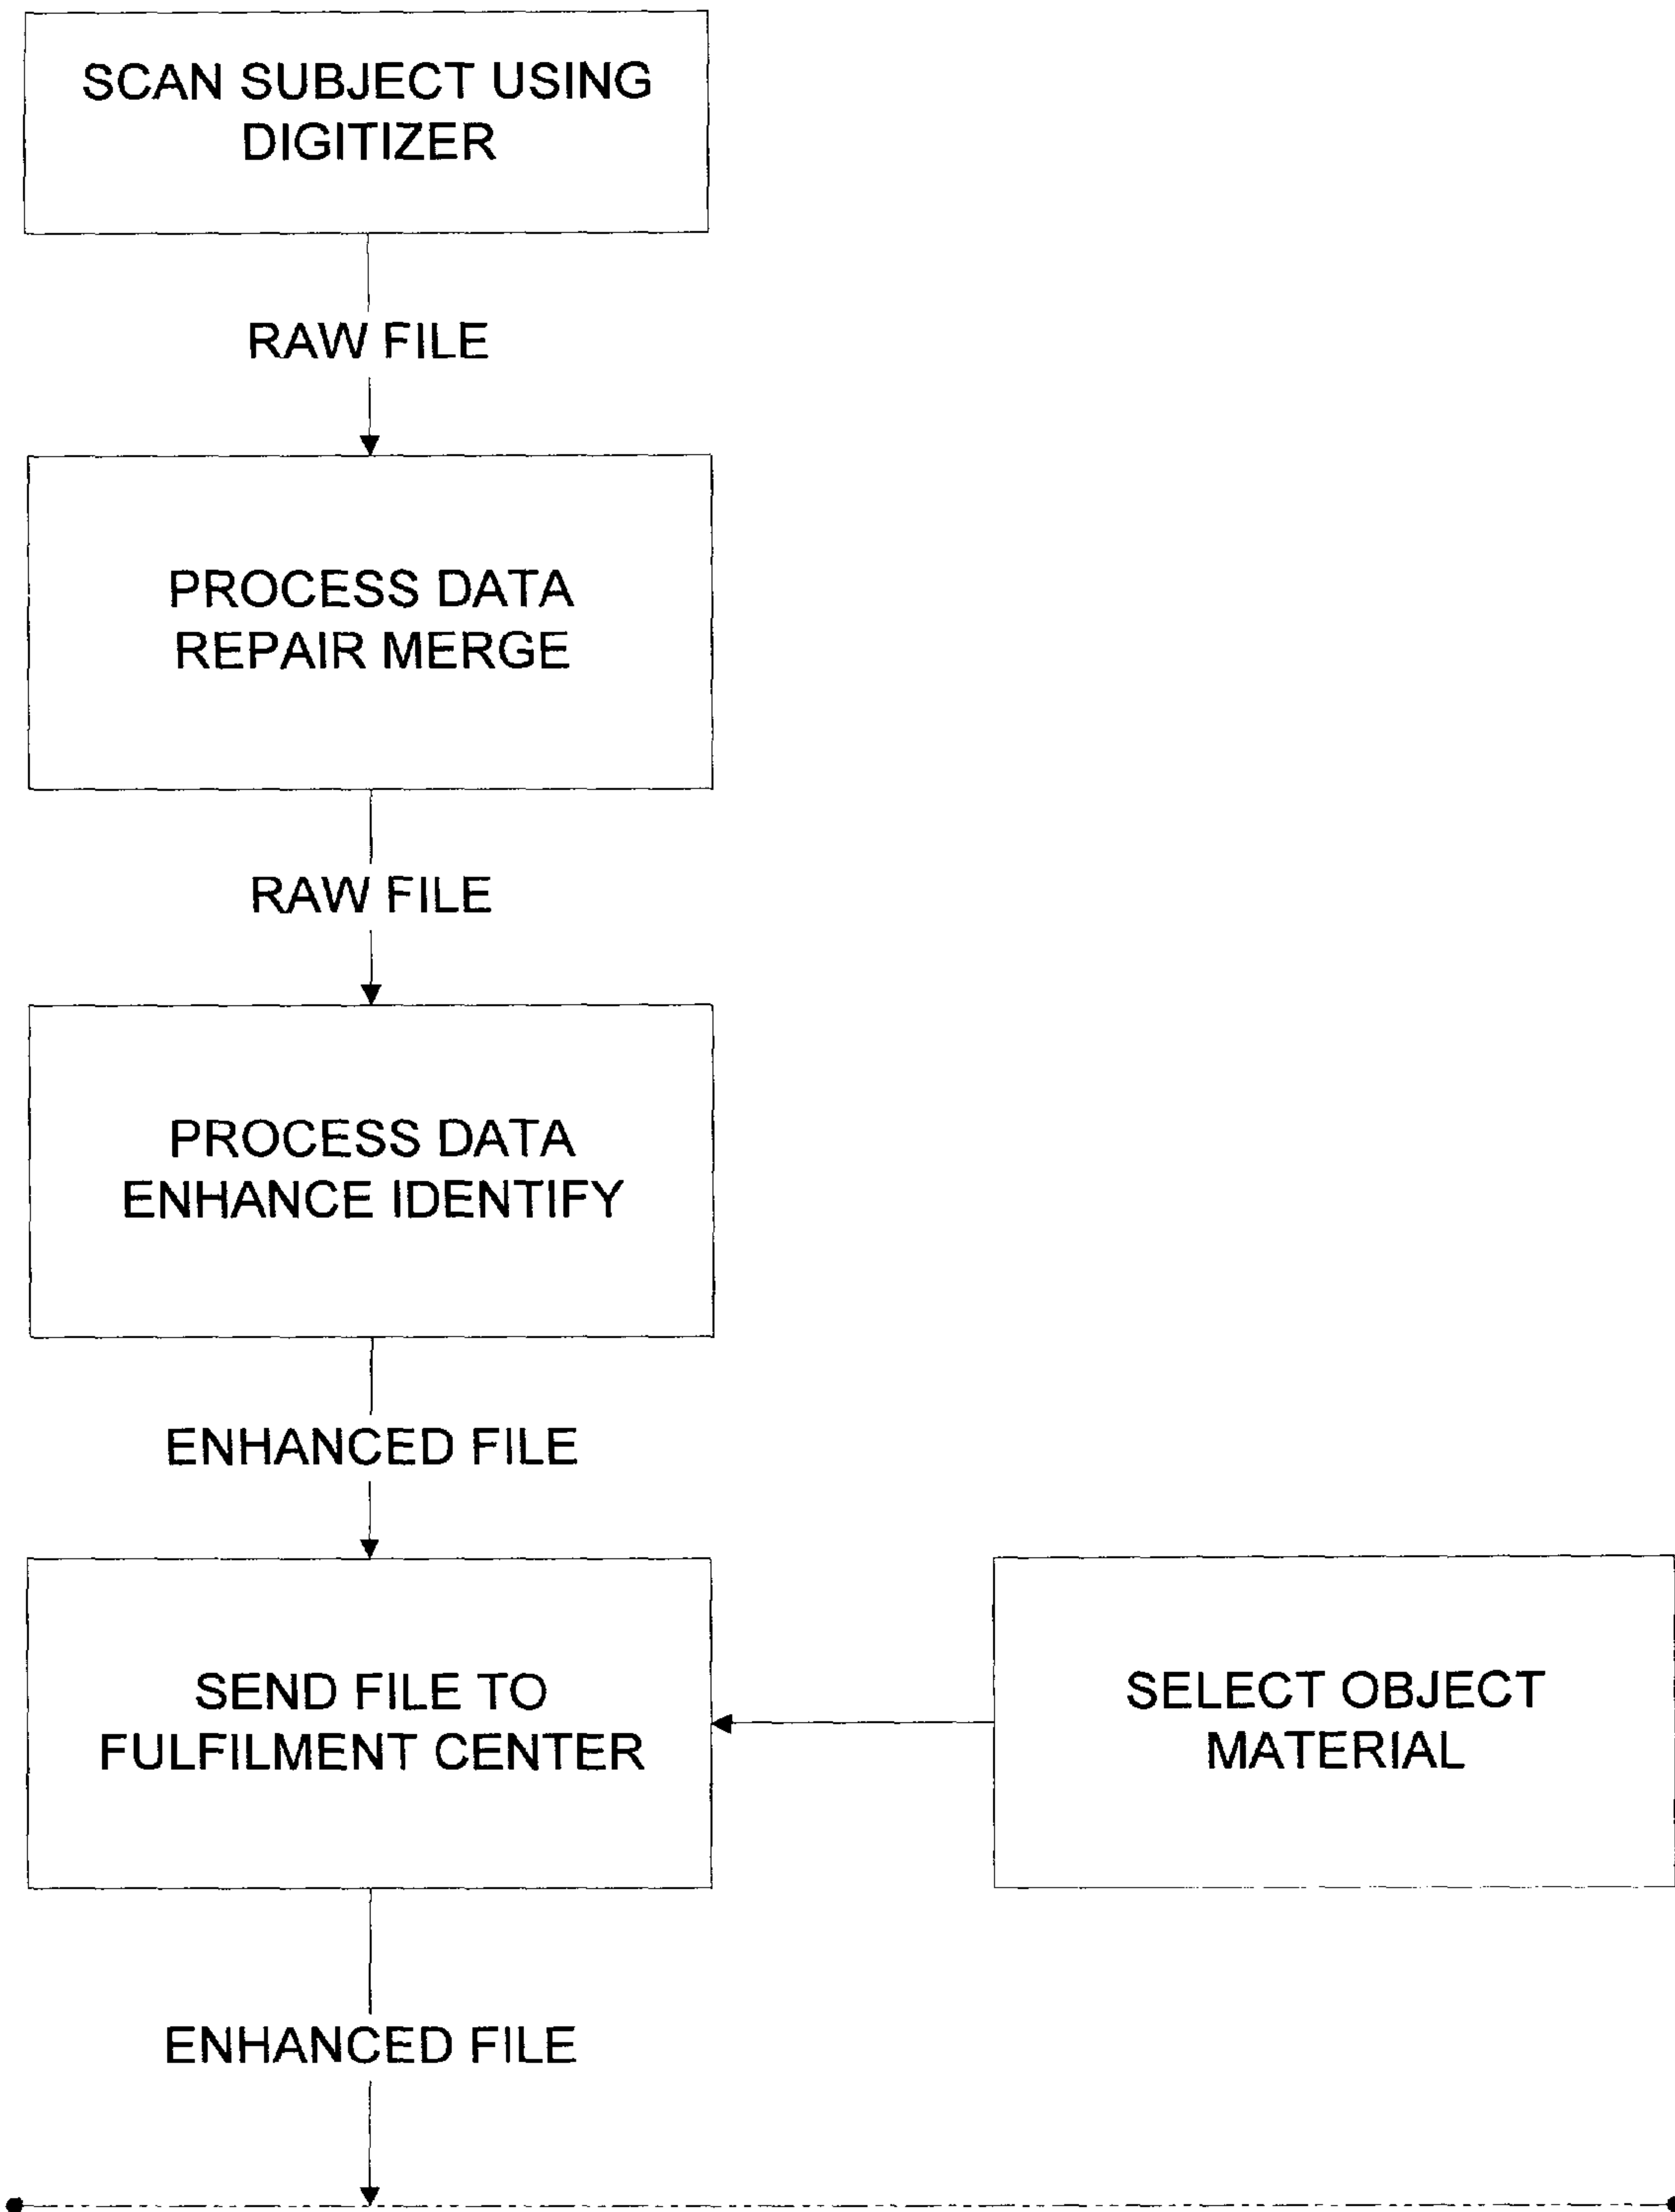 SCAN SUBJECT USING
DIGITIZER
RAW FILE
PROCESS DATA
REPAIR MERGE
RAW FILE
PROCESS DATA
ENHANCE IDENTIFY
ENHANCED FILE
SEND FILE TO
FULFILMENT CENTER
SELECT OBJECT
MATERIAL
ENHANCED FILE